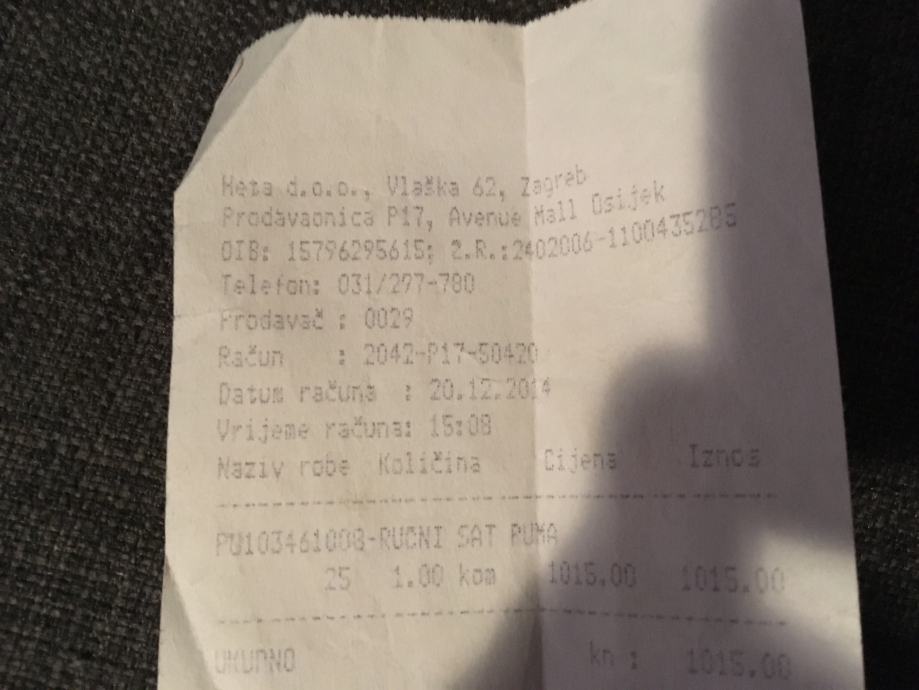 Meta d.o.o., Vlaška 62, Zagreb
Prodavaonica P17, Avenue Mall Osijek
OIB: 15796295615; Ž.R.:2402006-1100435285
Telefon: 031/297-780
Prodavač : 0029
Račun : 2042-P17-50420
Datum računa : 20.12.2014
Vrijeme računa: 15:08
Naziv robe Količina Cijena Iznos
PU103461008-RUCNI SAT PUMA
25 1.00 kom 1015.00 1015.00
UKUPNO kn : 1015.00